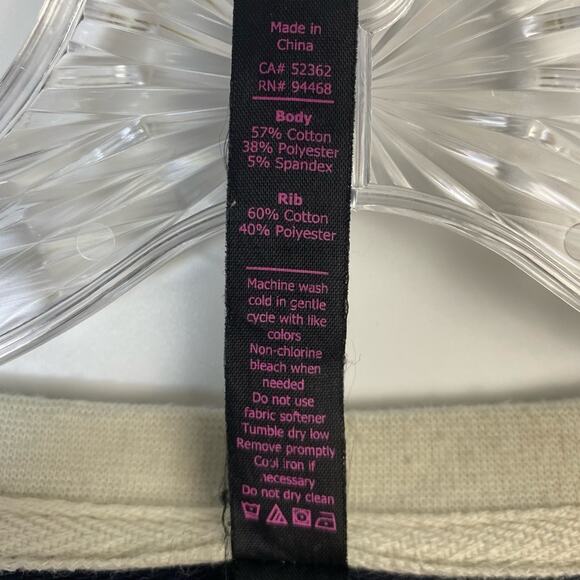 Made in
China
CA# 52362
RN# 94468
Body
57% Cotton
38% Polyester
5% Spandex
Rib
60% Cotton
40% Polyester
Machine wash
cold in gentle
cycle with like
colors
Non-chlorine
bleach when
needed
Do not use
fabric softener
Tumble dry low
Remove promptly
Cool iron if
necessary
Do not dry clean